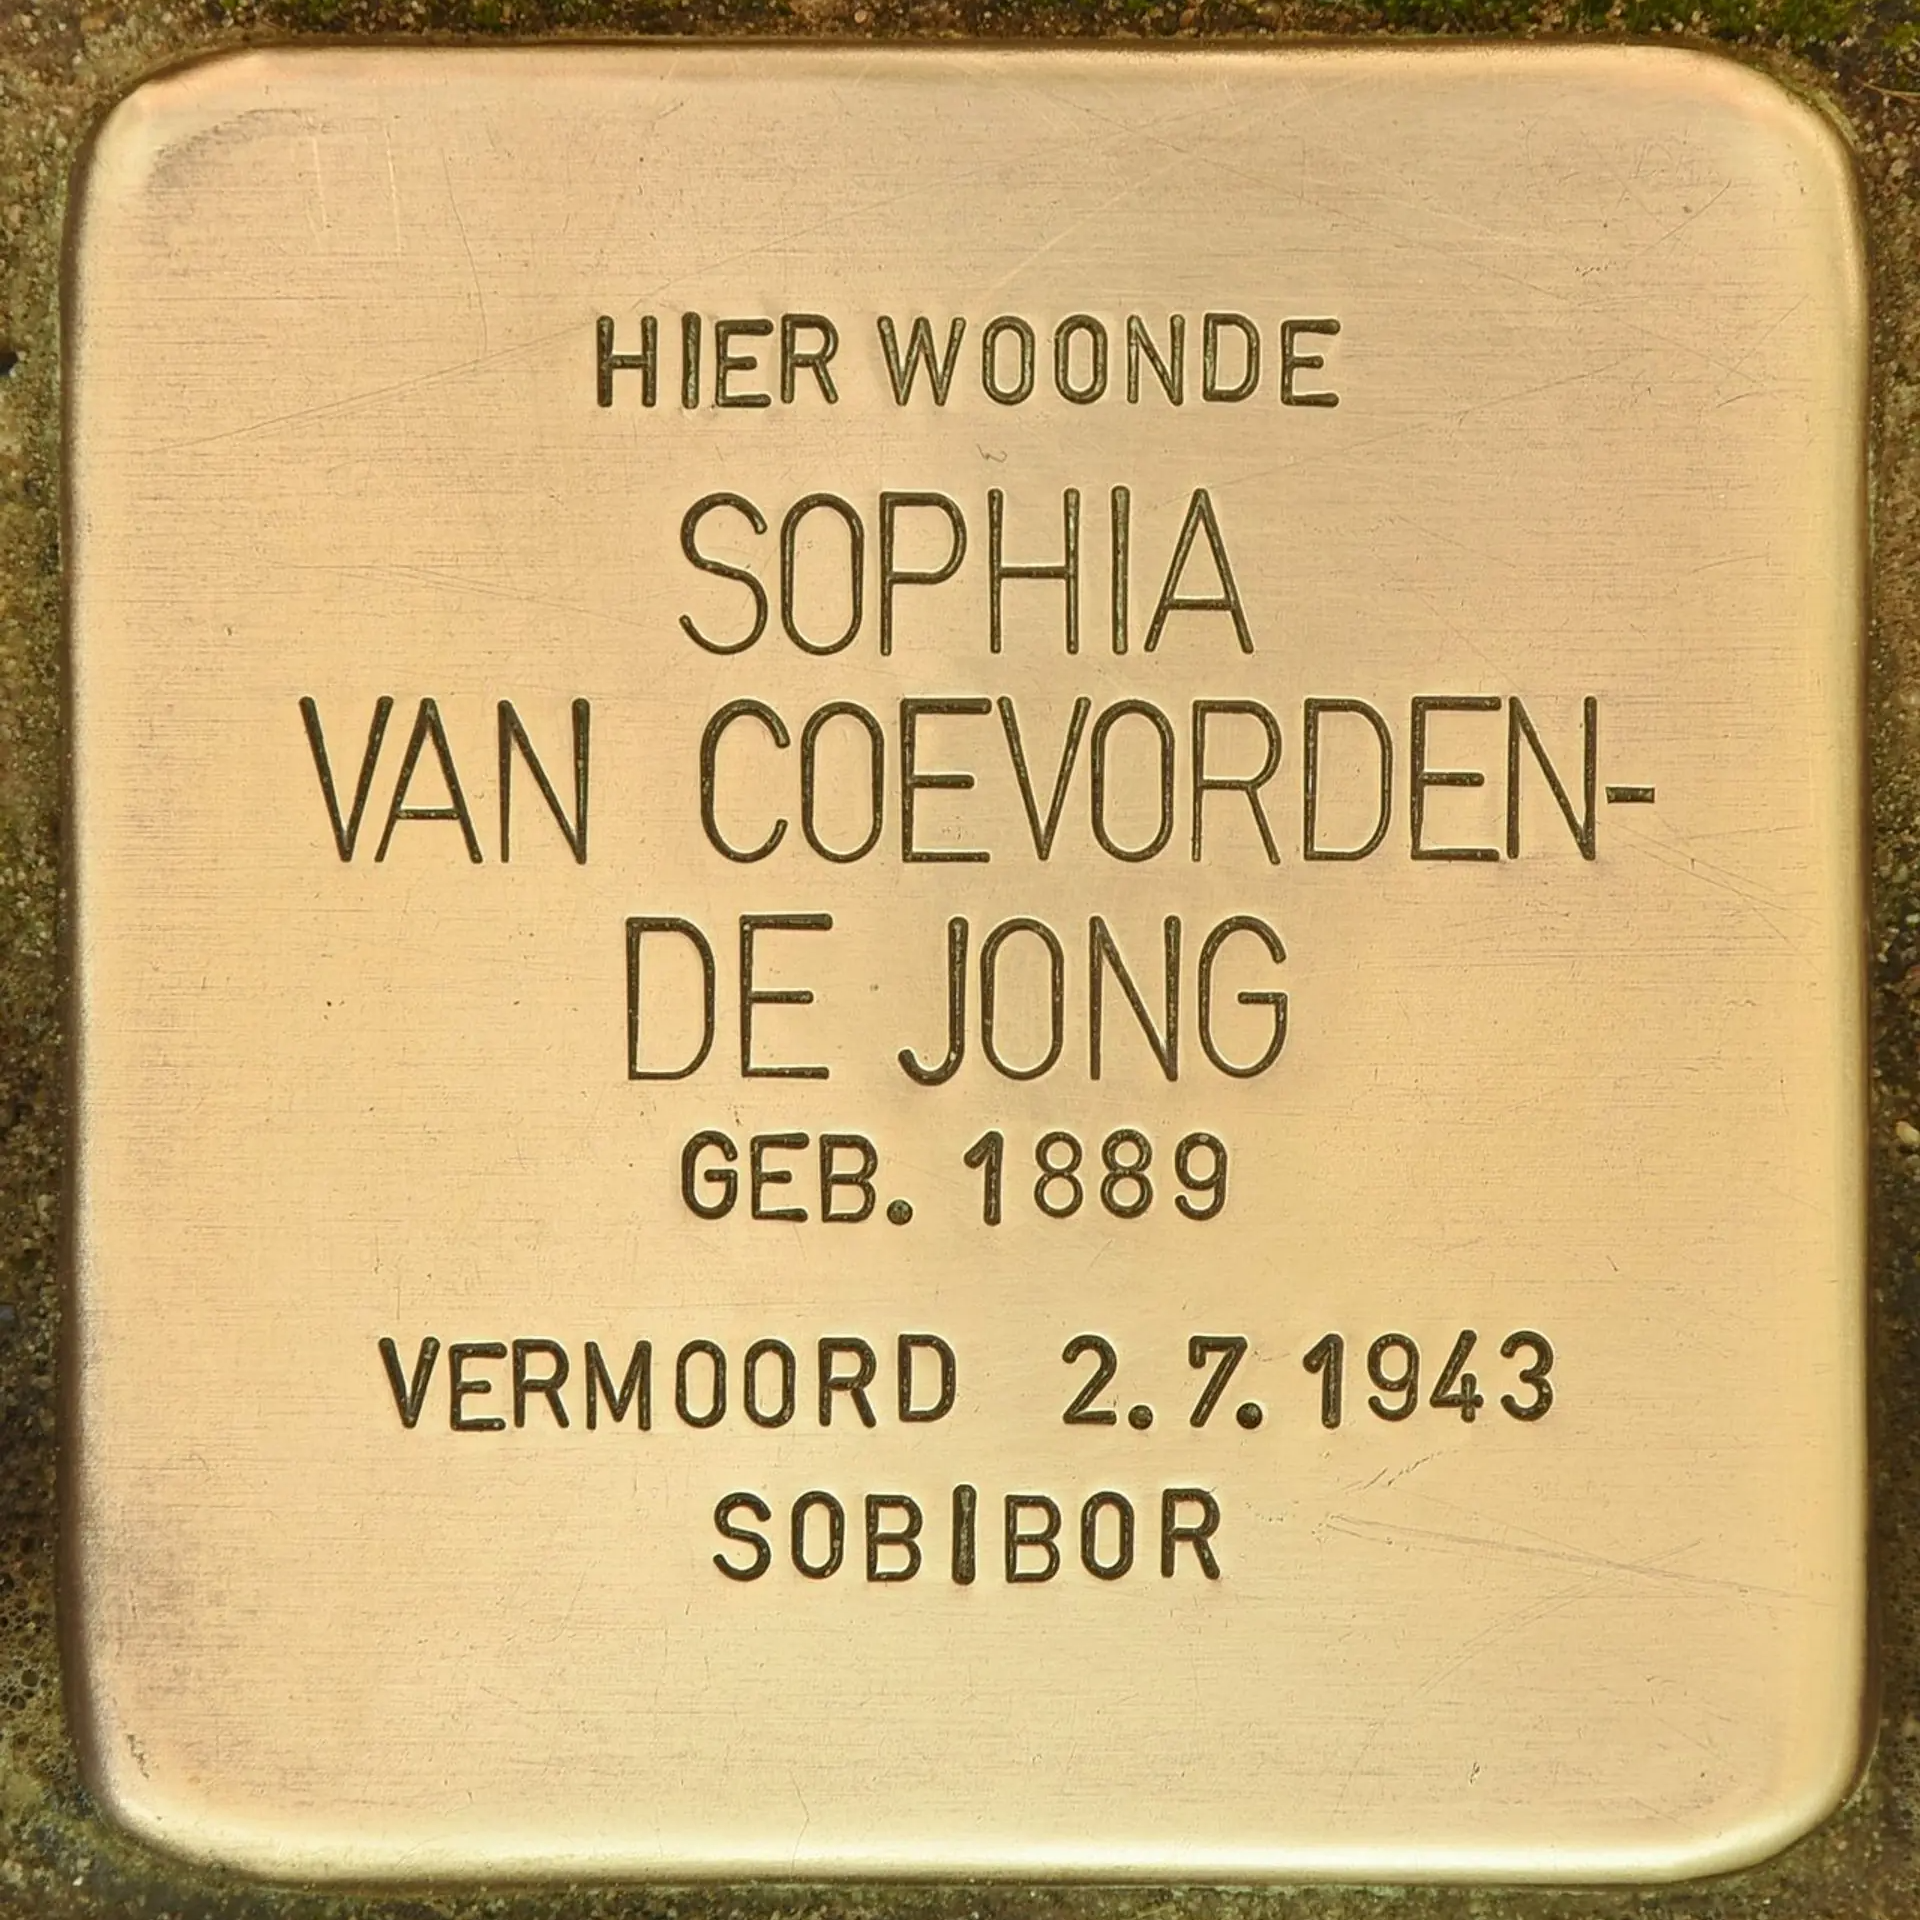 HIER WOONDE
SOPHIA
VAN COEVORDEN-
DE JONG
GEB. 1889
VERMOORD 2.7.1943
SOBIBOR